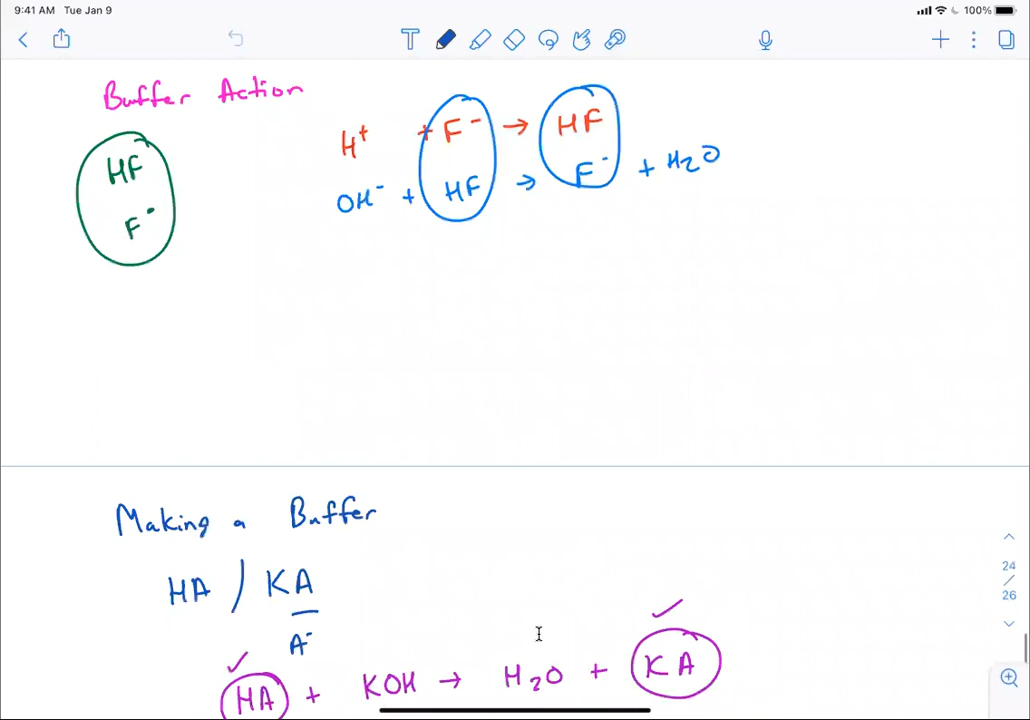 9:41 AM Tue Jan 9 100%
Buffer Action
H⁺ + F⁻ → HF
OH⁻ + HF → F⁻ + H₂O
HF
F⁻
Making a Buffer
HA / KA
A⁻
HA + KOH → H₂O + KA
24
/
26